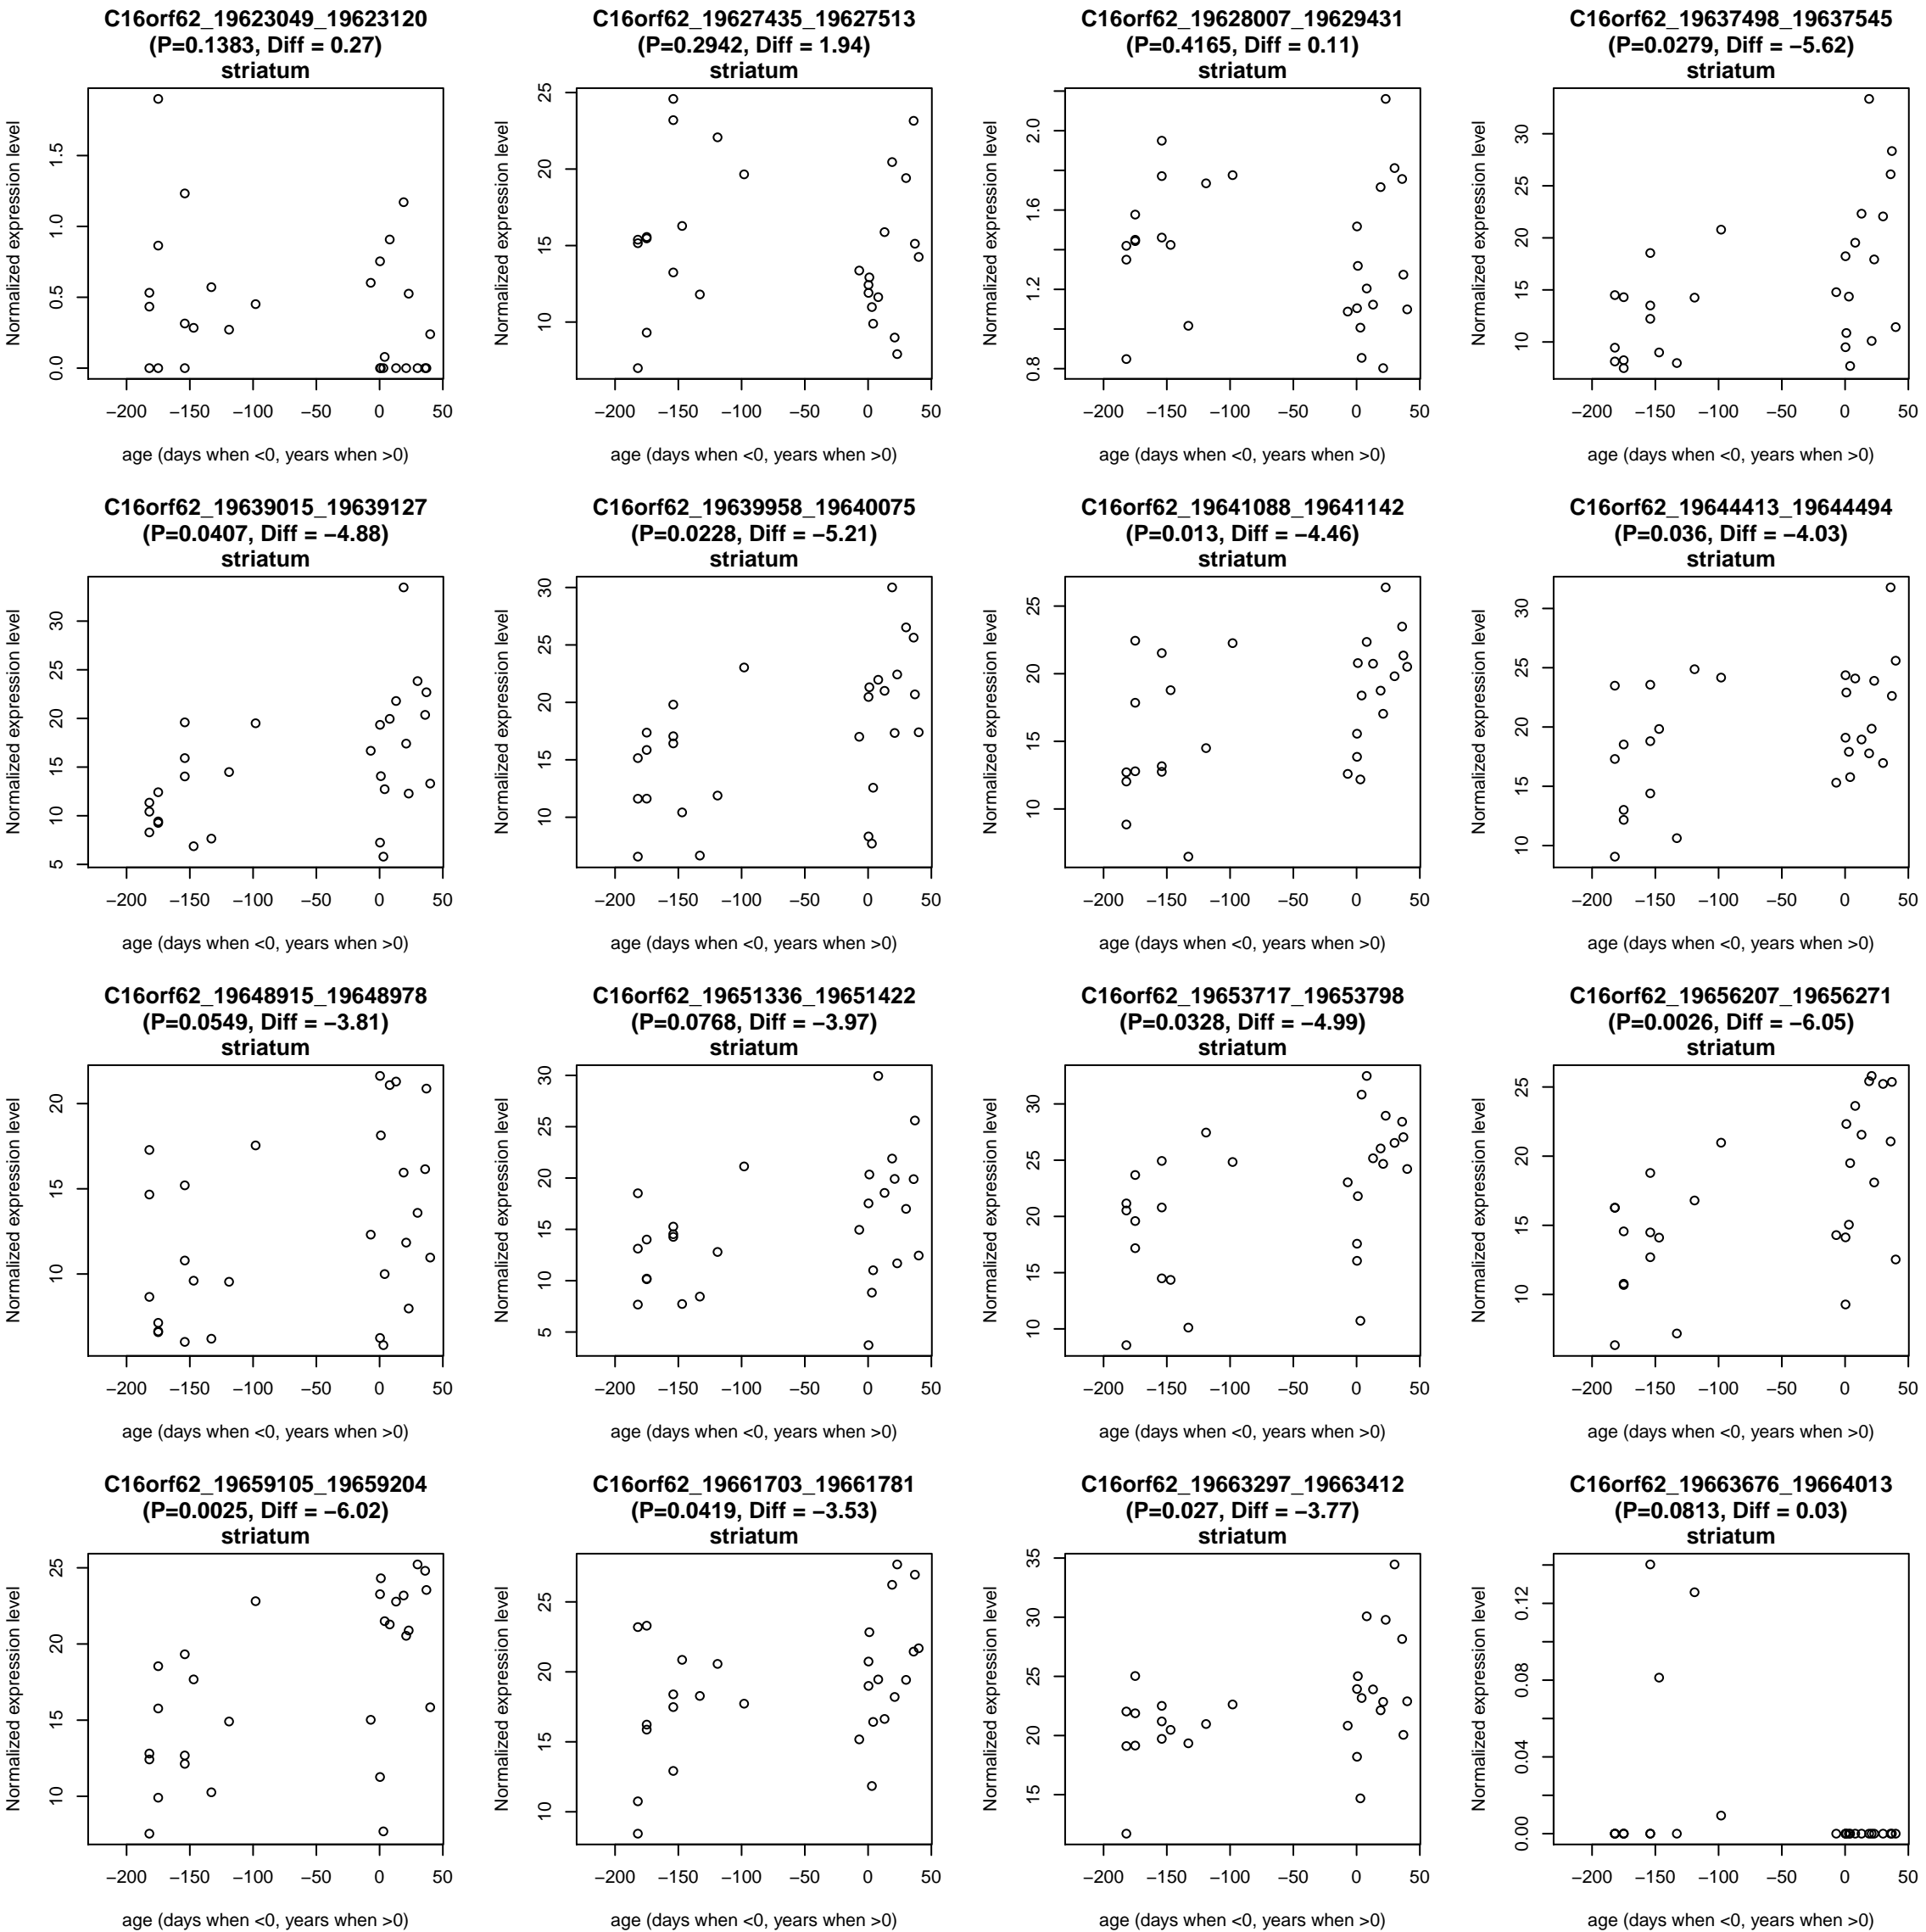 C16orf62_19623049_19623120
(P=0.1383, Diff = 0.27)
striatum
Normalized expression level
0.0 0.5 1.0 1.5
−200 −150 −100 −50 0 50
age (days when <0, years when >0)
C16orf62_19627435_19627513
(P=0.2942, Diff = 1.94)
striatum
Normalized expression level
10 15 20 25
−200 −150 −100 −50 0 50
age (days when <0, years when >0)
C16orf62_19628007_19629431
(P=0.4165, Diff = 0.11)
striatum
Normalized expression level
0.8 1.2 1.6 2.0
−200 −150 −100 −50 0 50
age (days when <0, years when >0)
C16orf62_19637498_19637545
(P=0.0279, Diff = −5.62)
striatum
Normalized expression level
10 15 20 25 30
−200 −150 −100 −50 0 50
age (days when <0, years when >0)
C16orf62_19639015_19639127
(P=0.0407, Diff = −4.88)
striatum
Normalized expression level
5 10 15 20 25 30
−200 −150 −100 −50 0 50
age (days when <0, years when >0)
C16orf62_19639958_19640075
(P=0.0228, Diff = −5.21)
striatum
Normalized expression level
10 15 20 25 30
−200 −150 −100 −50 0 50
age (days when <0, years when >0)
C16orf62_19641088_19641142
(P=0.013, Diff = −4.46)
striatum
Normalized expression level
10 15 20 25
−200 −150 −100 −50 0 50
age (days when <0, years when >0)
C16orf62_19644413_19644494
(P=0.036, Diff = −4.03)
striatum
Normalized expression level
10 15 20 25 30
−200 −150 −100 −50 0 50
age (days when <0, years when >0)
C16orf62_19648915_19648978
(P=0.0549, Diff = −3.81)
striatum
Normalized expression level
10 15 20
−200 −150 −100 −50 0 50
age (days when <0, years when >0)
C16orf62_19651336_19651422
(P=0.0768, Diff = −3.97)
striatum
Normalized expression level
5 10 15 20 25 30
−200 −150 −100 −50 0 50
age (days when <0, years when >0)
C16orf62_19653717_19653798
(P=0.0328, Diff = −4.99)
striatum
Normalized expression level
10 15 20 25 30
−200 −150 −100 −50 0 50
age (days when <0, years when >0)
C16orf62_19656207_19656271
(P=0.0026, Diff = −6.05)
striatum
Normalized expression level
10 15 20 25
−200 −150 −100 −50 0 50
age (days when <0, years when >0)
C16orf62_19659105_19659204
(P=0.0025, Diff = −6.02)
striatum
Normalized expression level
10 15 20 25
−200 −150 −100 −50 0 50
age (days when <0, years when >0)
C16orf62_19661703_19661781
(P=0.0419, Diff = −3.53)
striatum
Normalized expression level
10 15 20 25
−200 −150 −100 −50 0 50
age (days when <0, years when >0)
C16orf62_19663297_19663412
(P=0.027, Diff = −3.77)
striatum
Normalized expression level
15 20 25 30 35
−200 −150 −100 −50 0 50
age (days when <0, years when >0)
C16orf62_19663676_19664013
(P=0.0813, Diff = 0.03)
striatum
Normalized expression level
0.00 0.04 0.08 0.12
−200 −150 −100 −50 0 50
age (days when <0, years when >0)